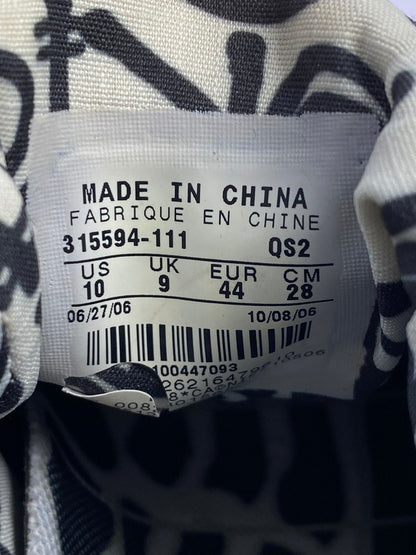 MADE IN CHINA
FABRIQUE EN CHINE
315594-111 QS2
US UK EUR CM
10 9 44 28
06/27/06 10/08/06
100447093